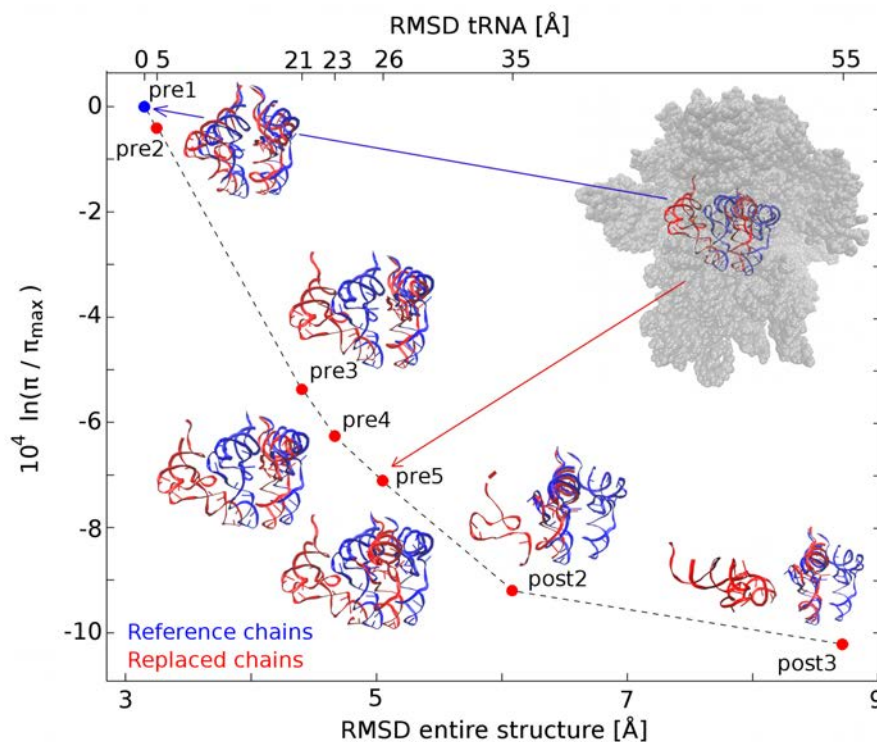 RMSD tRNA [Å]
0 5 21 23 26 35 55
pre1
0
pre2
-2
-4
pre3
pre4
-6
pre5
-8
post2
-10
Reference chains
Replaced chains
post3
10⁴ ln(π / π_max)
3 5 7 9
RMSD entire structure [Å]